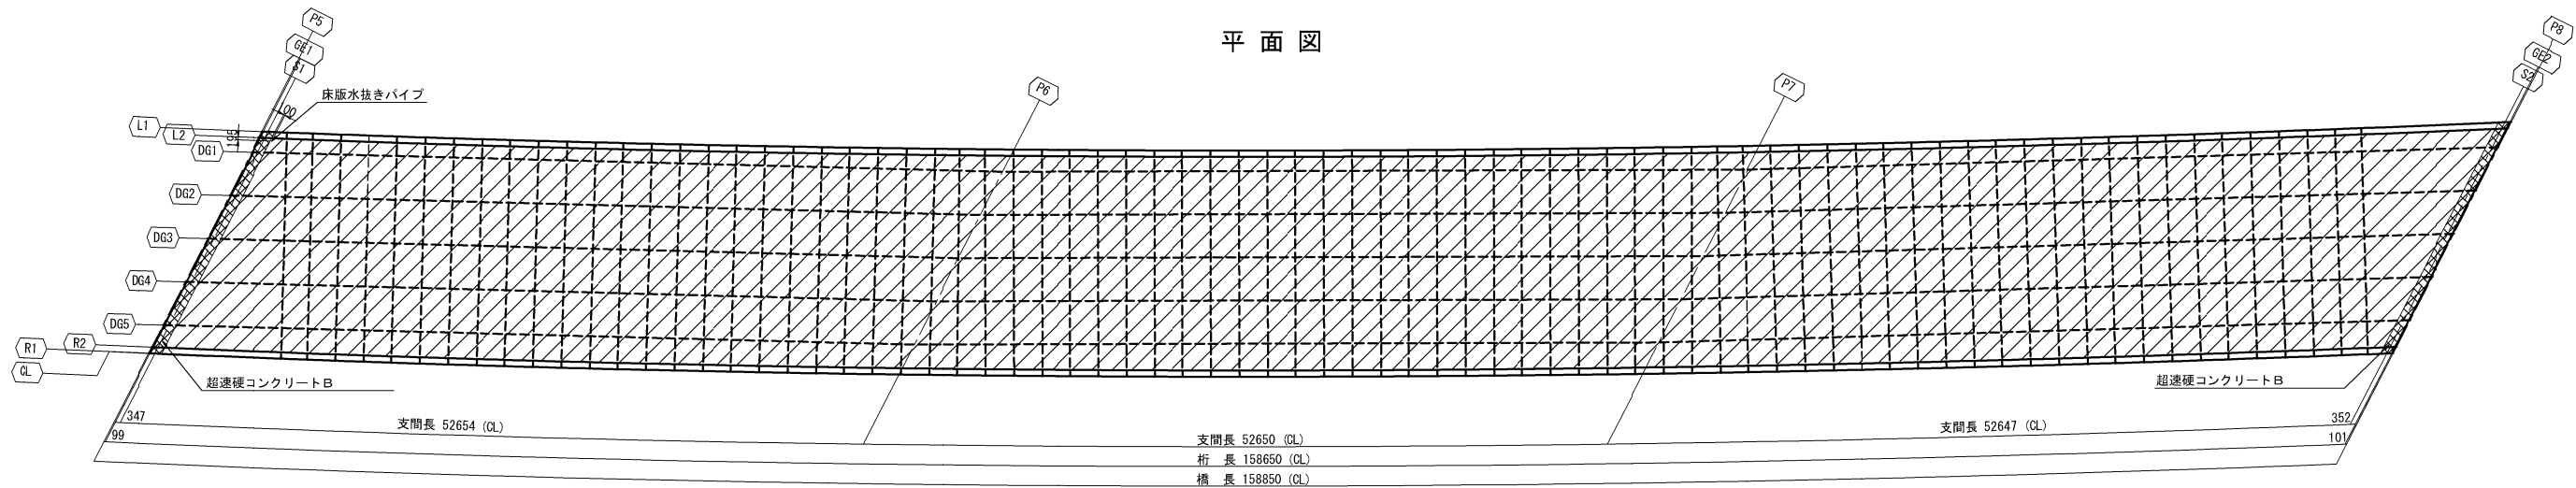 平 面 図
P5
GE1
S1
P8
GE2
S2
P6
P7
床版水抜きパイプ
100
195
L1
L2
DG1
DG2
DG3
DG4
DG5
R1
R2
CL
超速硬コンクリートB
超速硬コンクリートB
347
支間長 52654 (CL)
支間長 52650 (CL)
支間長 52647 (CL)
352
99
桁 長 158650 (CL)
101
橋 長 158850 (CL)